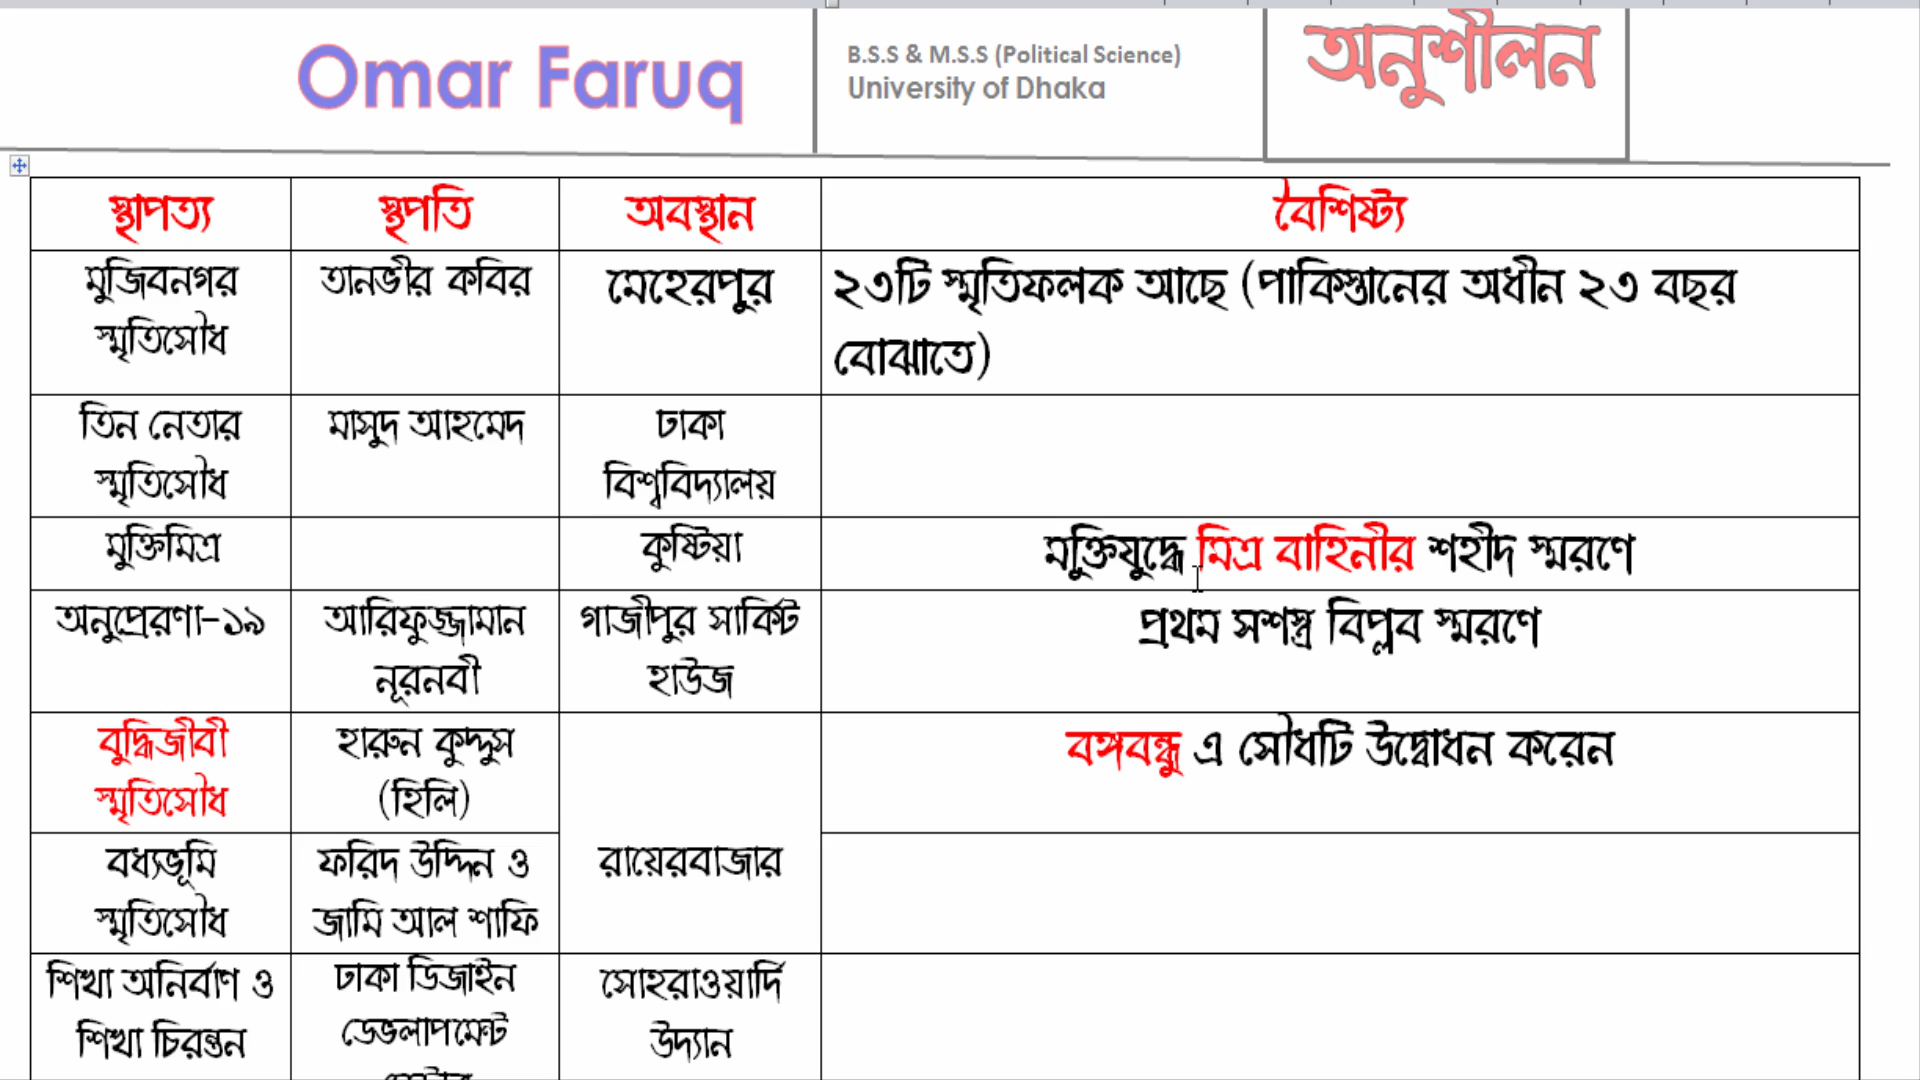 Omar Faruq
B.S.S & M.S.S (Political Science)
University of Dhaka
অনুশীলন
স্থাপত্য স্থপতি অবস্থান বৈশিষ্ট্য
মুজিবনগর স্মৃতিসৌধ তানভীর কবির মেহেরপুর ২৩টি স্মৃতিফলক আছে (পাকিস্তানের অধীন ২৩ বছর
বোঝাতে)
তিন নেতার স্মৃতিসৌধ মাসুদ আহমেদ ঢাকা বিশ্ববিদ্যালয়
মুক্তিমিত্র কুষ্টিয়া মুক্তিযুদ্ধে মিত্র বাহিনীর শহীদ স্মরণে
অনুপ্রেরণা-১৯ আরিফুজ্জামান নূরনবী গাজীপুর সার্কিট হাউজ প্রথম সশস্ত্র বিপ্লব স্মরণে
বুদ্ধিজীবী স্মৃতিসৌধ হারুন কুদ্দুস (হিলি) বঙ্গবন্ধু এ সৌধটি উদ্বোধন করেন
বধ্যভূমি স্মৃতিসৌধ ফরিদ উদ্দিন ও জামি আল শাফি রায়েরবাজার
শিখা অনির্বাণ ও শিখা চিরন্তন ঢাকা ডিজাইন ডেভলাপমেন্ট সোহরাওয়ার্দি উদ্যান